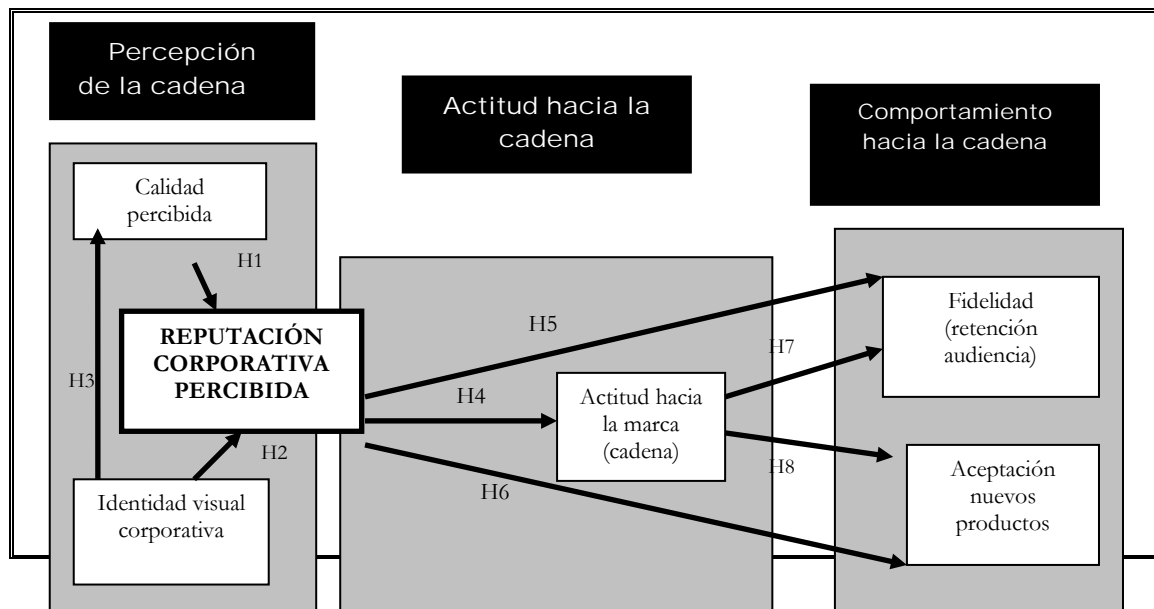 Percepción
de la cadena
Actitud hacia la
cadena
Comportamiento
hacia la cadena
Calidad
percibida
H1
REPUTACIÓN
CORPORATIVA
PERCIBIDA
H3
H2
Identidad visual
corporativa
H5
H4
H6
Actitud hacia
la marca
(cadena)
H7
H8
Fidelidad
(retención
audiencia)
Aceptación
nuevos
productos